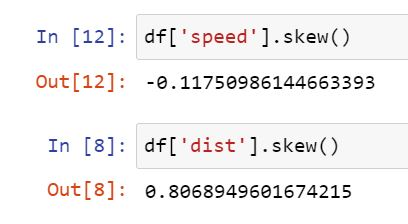 In [12]: df['speed'].skew()
Out[12]: -0.11750986144663393
In [8]: df['dist'].skew()
Out[8]: 0.8068949601674215